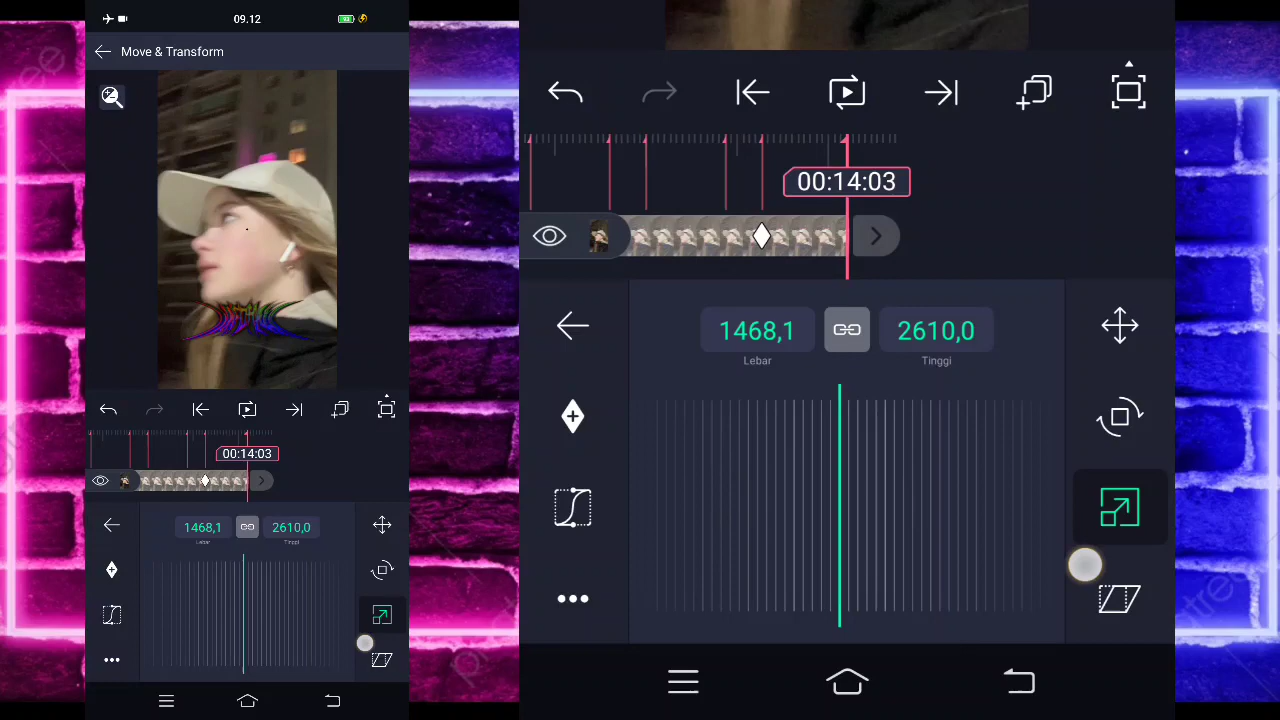 09.12
93
Move & Transform
00:14:03
1468,1
2610,0
Lebar
Tinggi
00:14:03
1468,1
2610,0
Lebar
Tinggi